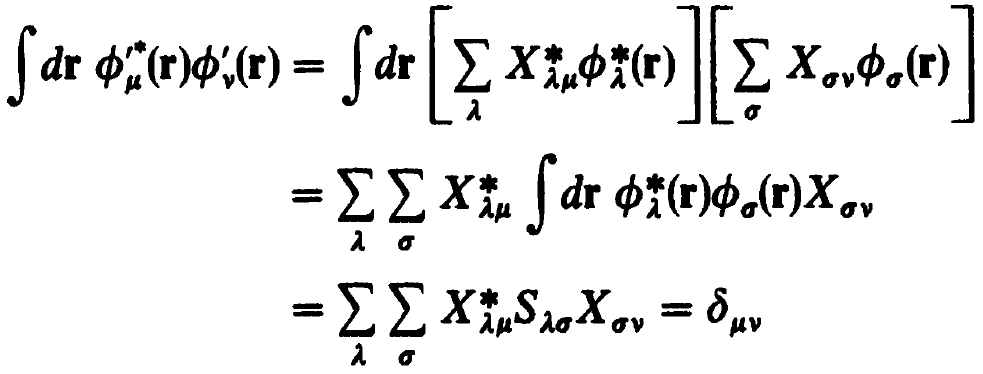 ∫dr ϕ′*_μ(r)ϕ′_ν(r) = ∫dr [∑_λ X*_λμ ϕ*_λ(r)] [∑_σ X_σν ϕ_σ(r)]
= ∑_λ ∑_σ X*_λμ ∫dr ϕ*_λ(r)ϕ_σ(r)X_σν
= ∑_λ ∑_σ X*_λμ S_λσ X_σν = δ_μν